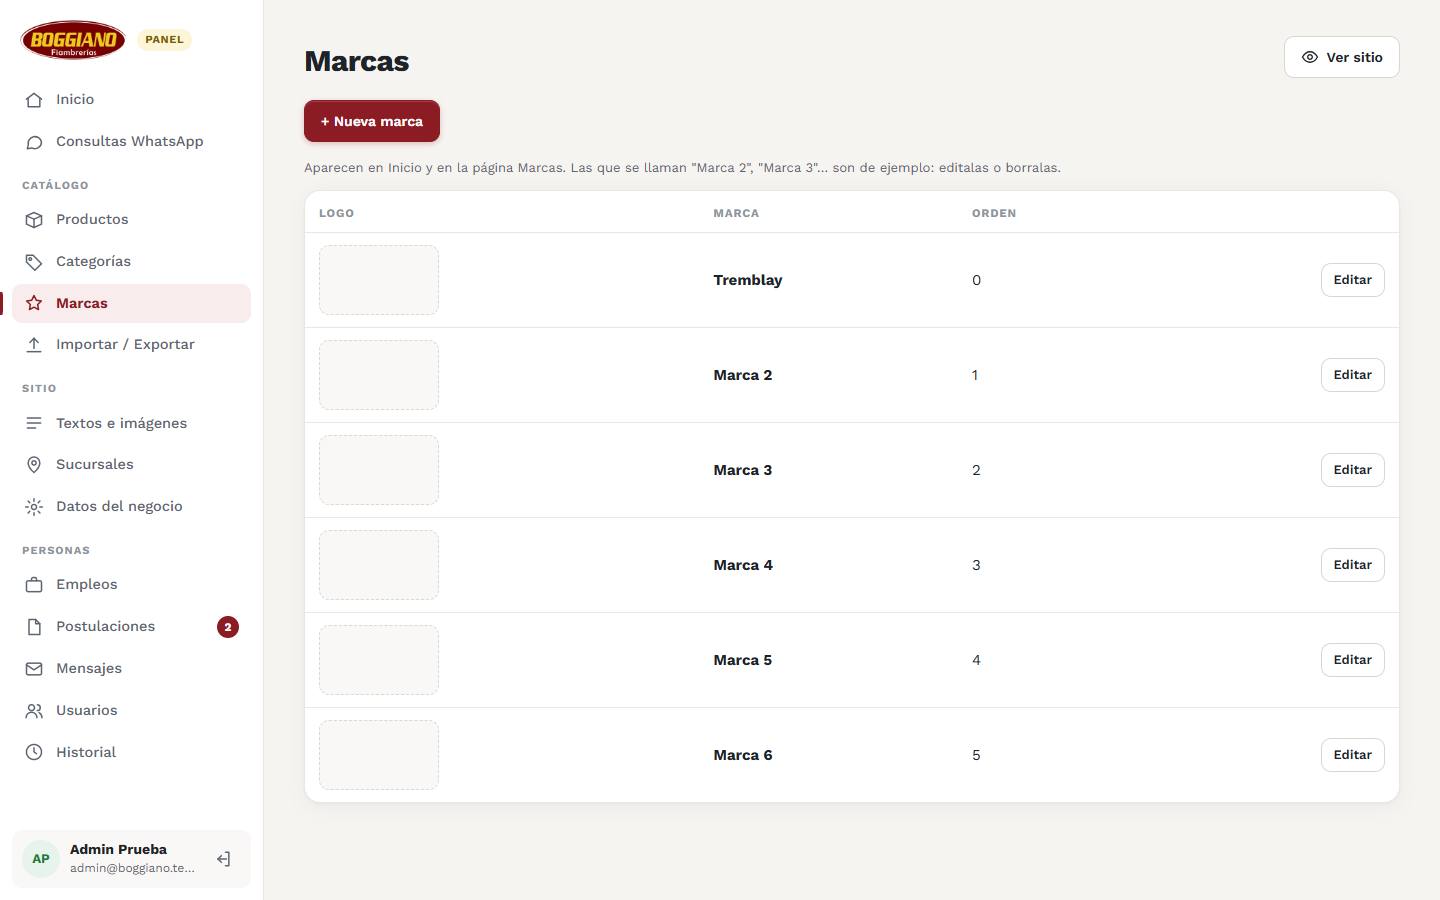 BOGGIANO
Fiambrerías
PANEL
Inicio
Consultas WhatsApp
CATÁLOGO
Productos
Categorías
Marcas
Importar / Exportar
SITIO
Textos e imágenes
Sucursales
Datos del negocio
PERSONAS
Empleos
Postulaciones 2
Mensajes
Usuarios
Historial
AP
Admin Prueba
admin@boggiano.te...
Marcas
Ver sitio
+ Nueva marca
Aparecen en Inicio y en la página Marcas. Las que se llaman "Marca 2", "Marca 3"... son de ejemplo: editalas o borralas.
LOGO MARCA ORDEN
Tremblay 0 Editar
Marca 2 1 Editar
Marca 3 2 Editar
Marca 4 3 Editar
Marca 5 4 Editar
Marca 6 5 Editar